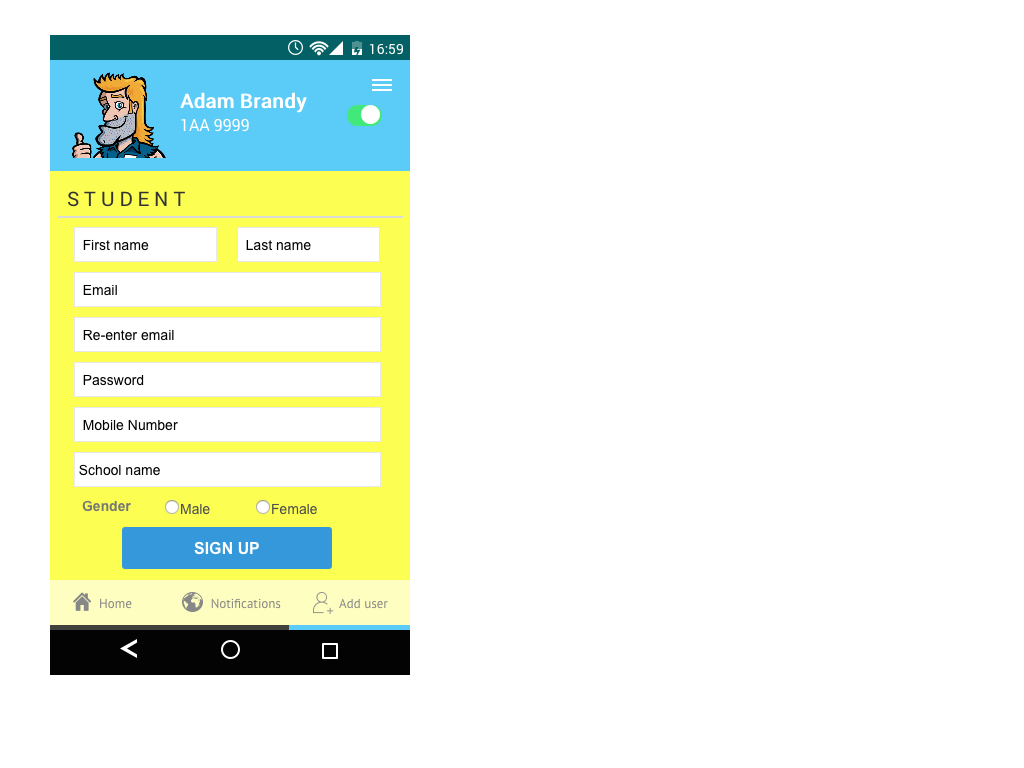 16:59
Adam Brandy
1AA 9999
STUDENT
First name Last name
Email
Re-enter email
Password
Mobile Number
School name
Gender Male Female
SIGN UP
Home Notifications Add user